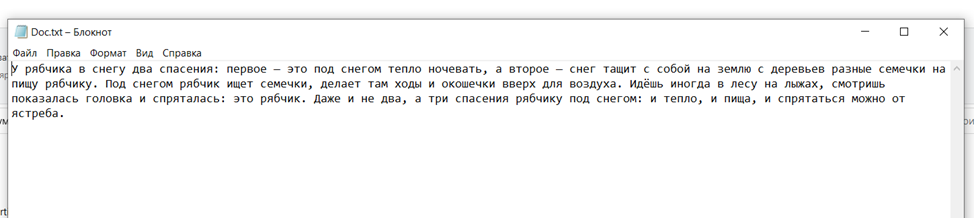 Doc.txt – Блокнот
Файл Правка Формат Вид Справка
У рябчика в снегу два спасения: первое — это под снегом тепло ночевать, а второе — снег тащит с собой на землю с деревьев разные семечки на
пищу рябчику. Под снегом рябчик ищет семечки, делает там ходы и окошечки вверх для воздуха. Идёшь иногда в лесу на лыжах, смотришь
показалась головка и спряталась: это рябчик. Даже и не два, а три спасения рябчику под снегом: и тепло, и пища, и спрятаться можно от
ястреба.